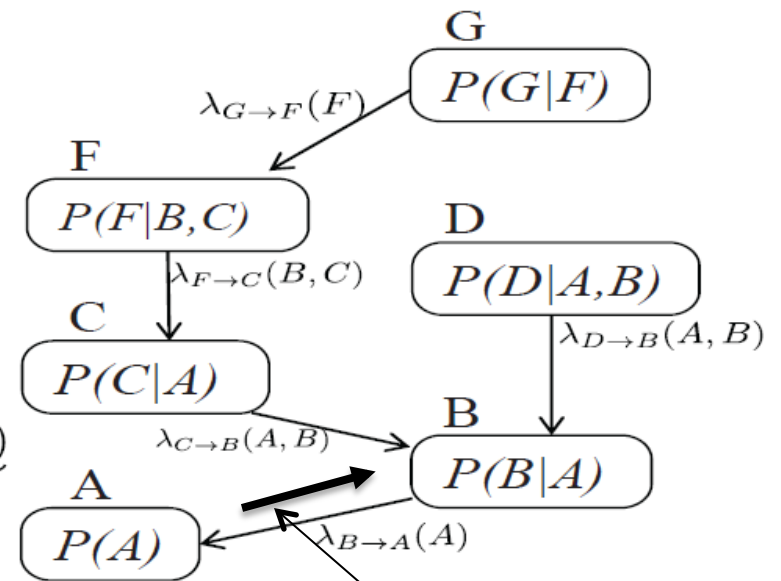 G
P(G|F)
λ_{G→F}(F)
F
P(F|B,C)
D
P(D|A,B)
λ_{F→C}(B,C)
λ_{D→B}(A,B)
C
P(C|A)
B
P(B|A)
λ_{C→B}(A,B)
A
P(A)
λ_{B→A}(A)